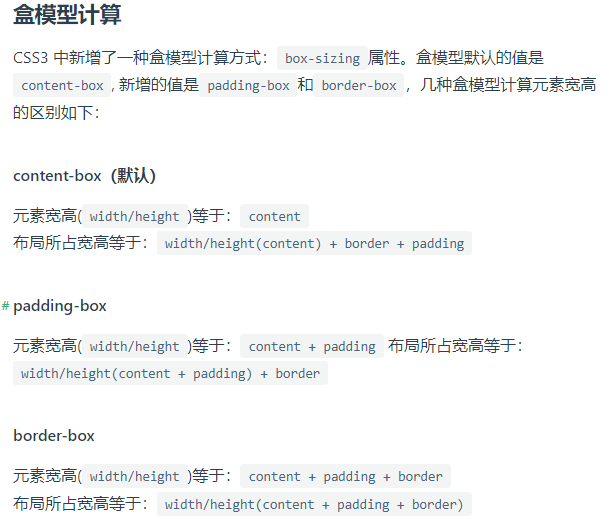 盒模型计算
CSS3 中新增了一种盒模型计算方式：box-sizing 属性。盒模型默认的值是
content-box, 新增的值是 padding-box 和 border-box，几种盒模型计算元素宽高
的区别如下：
content-box（默认）
元素宽高( width/height )等于： content
布局所占宽高等于： width/height(content) + border + padding
# padding-box
元素宽高( width/height )等于： content + padding 布局所占宽高等于：
width/height(content + padding) + border
border-box
元素宽高( width/height )等于： content + padding + border
布局所占宽高等于： width/height(content + padding + border)